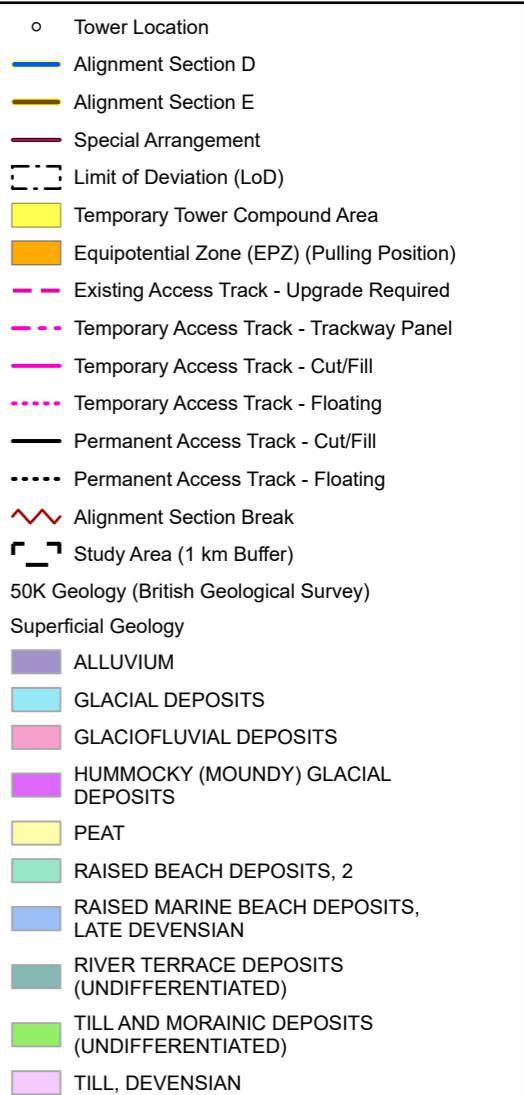 Tower Location
Alignment Section D
Alignment Section E
Special Arrangement
Limit of Deviation (LoD)
Temporary Tower Compound Area
Equipotential Zone (EPZ) (Pulling Position)
Existing Access Track - Upgrade Required
Temporary Access Track - Trackway Panel
Temporary Access Track - Cut/Fill
Temporary Access Track - Floating
Permanent Access Track - Cut/Fill
Permanent Access Track - Floating
Alignment Section Break
Study Area (1 km Buffer)
50K Geology (British Geological Survey)
Superficial Geology
ALLUVIUM
GLACIAL DEPOSITS
GLACIOFLUVIAL DEPOSITS
HUMMOCKY (MOUNDY) GLACIAL
DEPOSITS
PEAT
RAISED BEACH DEPOSITS, 2
RAISED MARINE BEACH DEPOSITS,
LATE DEVENSIAN
RIVER TERRACE DEPOSITS
(UNDIFFERENTIATED)
TILL AND MORAINIC DEPOSITS
(UNDIFFERENTIATED)
TILL, DEVENSIAN